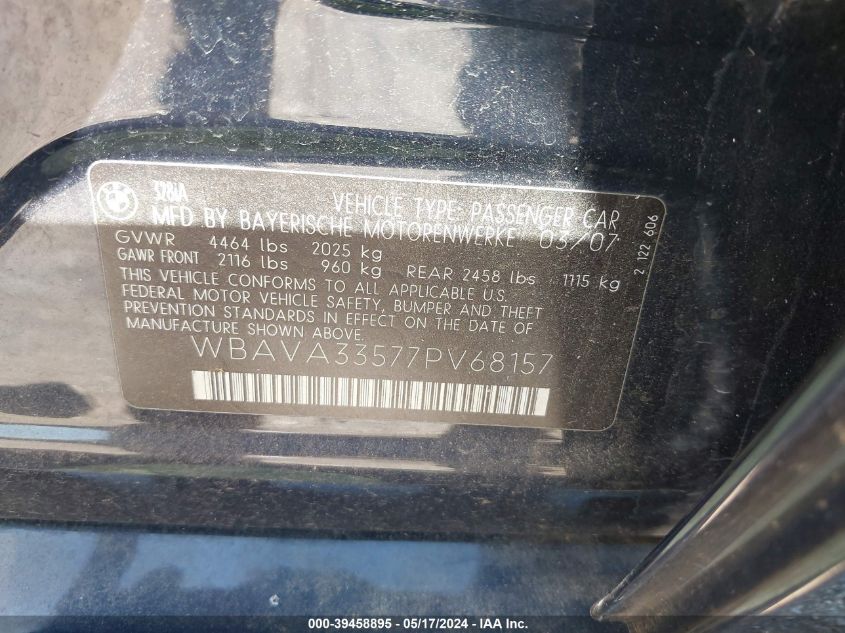 328iA
VEHICLE TYPE: PASSENGER CAR
MFD BY BAYERISCHE MOTORENWERKE 03/07
GVWR 4464 lbs 2025 kg
GAWR FRONT 2116 lbs 960 kg REAR 2458 lbs 1115 kg
THIS VEHICLE CONFORMS TO ALL APPLICABLE U.S.
FEDERAL MOTOR VEHICLE SAFETY, BUMPER AND THEFT
PREVENTION STANDARDS IN EFFECT ON THE DATE OF
MANUFACTURE SHOWN ABOVE.
WBAVA33577PV68157
2 122 606
000-39458895 - 05/17/2024 - IAA Inc.